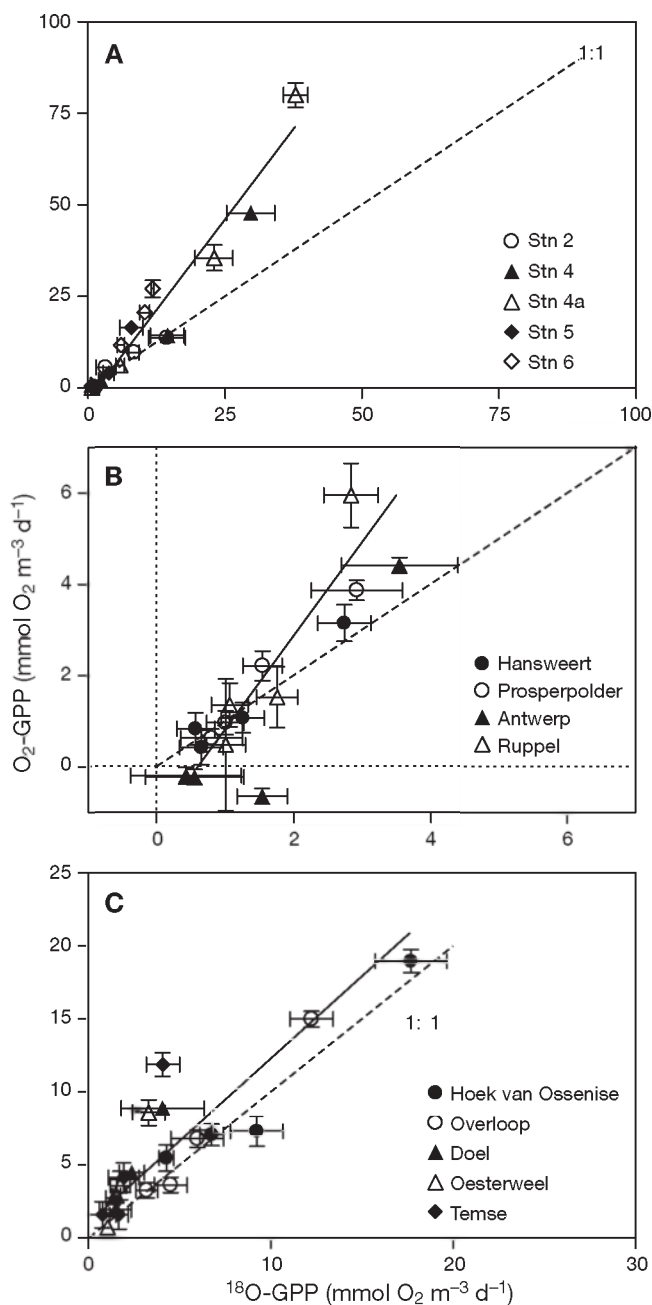 A
100
75
50
25
0
1:1
Stn 2
Stn 4
Stn 4a
Stn 5
Stn 6
0 25 50 75 100
B
O₂-GPP (mmol O₂ m⁻³ d⁻¹)
6
4
2
0
Hansweert
Prosperpolder
Antwerp
Ruppel
0 2 4 6
C
25
20
15
10
5
0
1: 1
Hoek van Ossenise
Overloop
Doel
Oesterweel
Temse
0 10 20 30
¹⁸O-GPP (mmol O₂ m⁻³ d⁻¹)